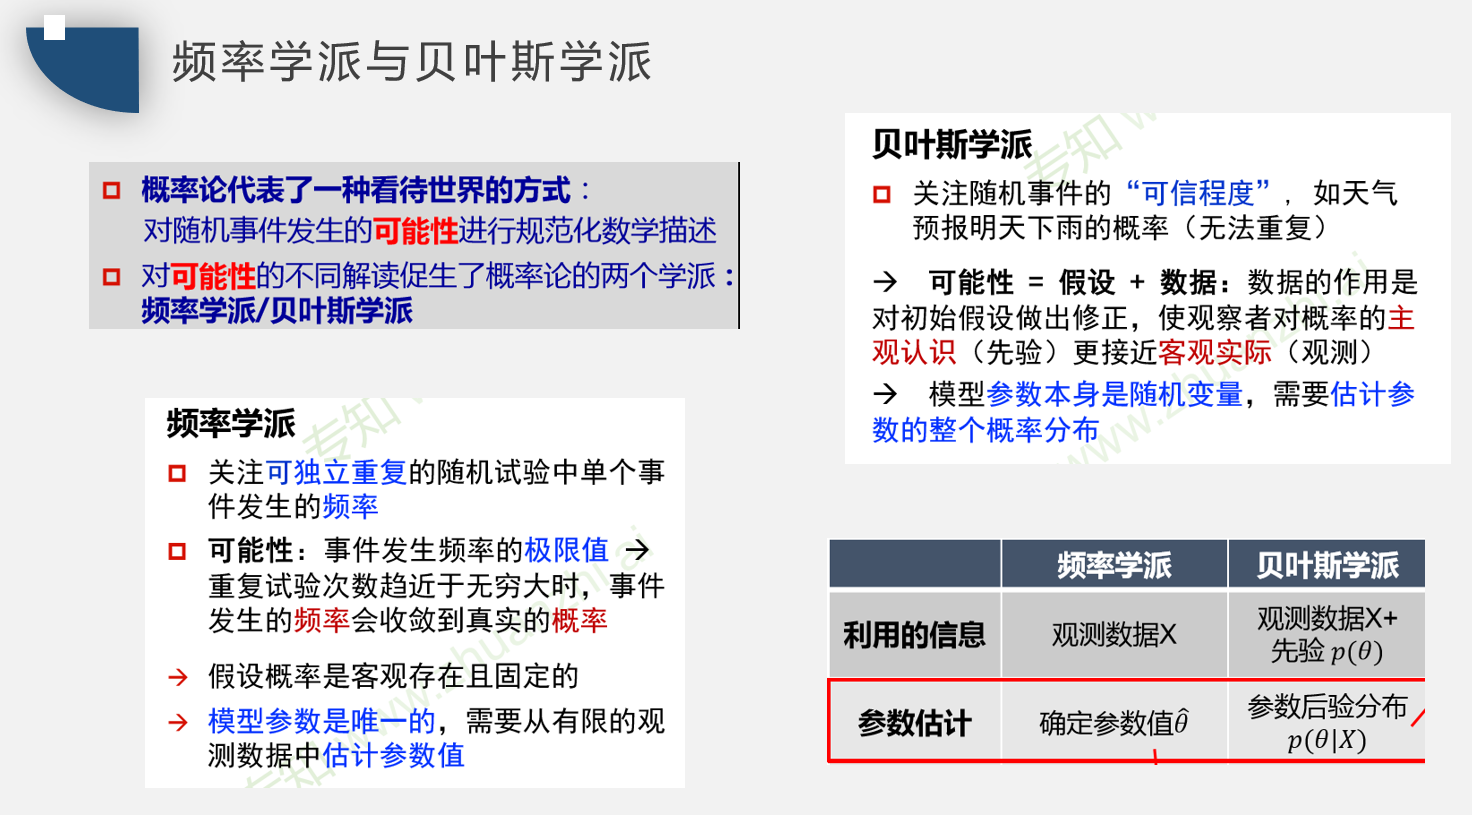 频率学派与贝叶斯学派
概率论代表了一种看待世界的方式：
对随机事件发生的可能性进行规范化数学描述
对可能性的不同解读促生了概率论的两个学派：
频率学派/贝叶斯学派
频率学派
关注可独立重复的随机试验中单个事
件发生的频率
可能性：事件发生频率的极限值 →
重复试验次数趋近于无穷大时，事件
发生的频率会收敛到真实的概率
→ 假设概率是客观存在且固定的
→ 模型参数是唯一的，需要从有限的观
测数据中估计参数值
专知 www.zhuanzhi.ai
专知
贝叶斯学派
关注随机事件的“可信程度”，如天气
预报明天下雨的概率（无法重复）
→ 可能性 = 假设 + 数据：数据的作用是
对初始假设做出修正，使观察者对概率的主
观认识（先验）更接近客观实际（观测）
→ 模型参数本身是随机变量，需要估计参
数的整个概率分布
专知 w
www.zhuanzhi.ai
频率学派 贝叶斯学派
利用的信息 观测数据X 观测数据X+
先验 p(θ)
参数估计 确定参数值θ̂ 参数后验分布
p(θ|X)